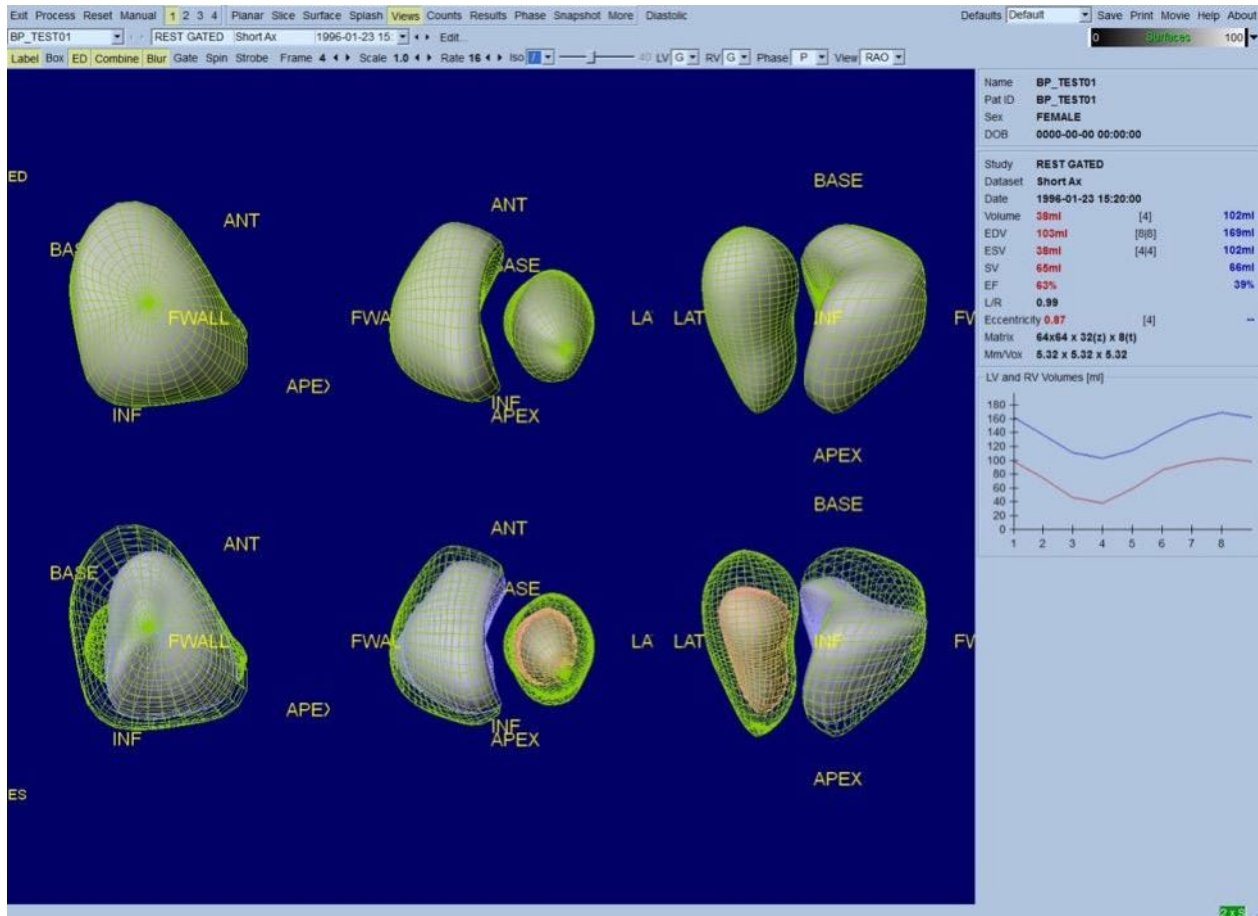 Exit Process Reset Manual 1 2 3 4 Planar Slice Surface Splash Views Counts Results Phase Snapshot More Diastolic Defaults Default Save Print Movie Help About
BP_TEST01 REST GATED Short Ax 1996-01-23 15: Edit...
0 Surfaces 100
Label Box ED Combine Blur Gate Spin Strobe Frame 4 Scale 1.0 Rate 16 Iso / 40 LV G RV G Phase P View RAO
Name BP_TEST01
Pat ID BP_TEST01
Sex FEMALE
DOB 0000-00-00 00:00:00
Study REST GATED
Dataset Short Ax
Date 1996-01-23 15:20:00
Volume 38ml [4] 102ml
EDV 103ml [8|8] 169ml
ESV 38ml [4|4] 102ml
SV 65ml 66ml
EF 63% 39%
L/R 0.99
Eccentricity 0.87 [4] --
Matrix 64x64 x 32(z) x 8(t)
Mm/Vox 5.32 x 5.32 x 5.32
LV and RV Volumes [ml]
180
160
140
120
100
80
60
40
20
0
1 2 3 4 5 6 7 8
ED
ANT
BAS
FWALL
APEX
INF
ANT
BASE
FWAL
LA
INF
APEX
BASE
LAT
INF
FW
APEX
ANT
BASE
FWALL
APEX
INF
ANT
BASE
FWAL
LA
INF
APEX
BASE
LAT
INF
FW
APEX
ES
2 x S